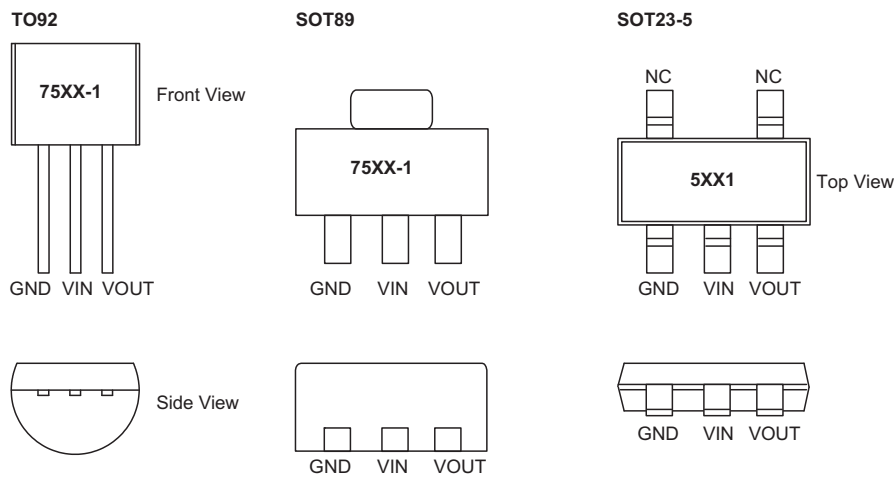 TO92
SOT89
SOT23-5
NC NC
75XX-1
Front View
75XX-1
5XX1
Top View
GND VIN VOUT
GND VIN VOUT
GND VIN VOUT
Side View
GND VIN VOUT
GND VIN VOUT